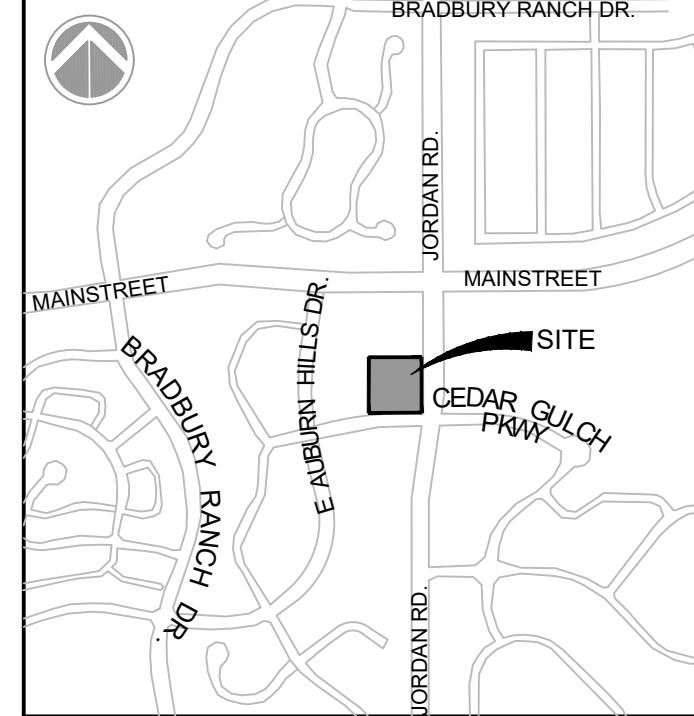 BRADBURY RANCH DR.
JORDAN RD.
MAINSTREET
MAINSTREET
E AUBURN HILLS DR.
SITE
BRADBURY RANCH DR.
CEDAR GULCH
PKWY
JORDAN RD.